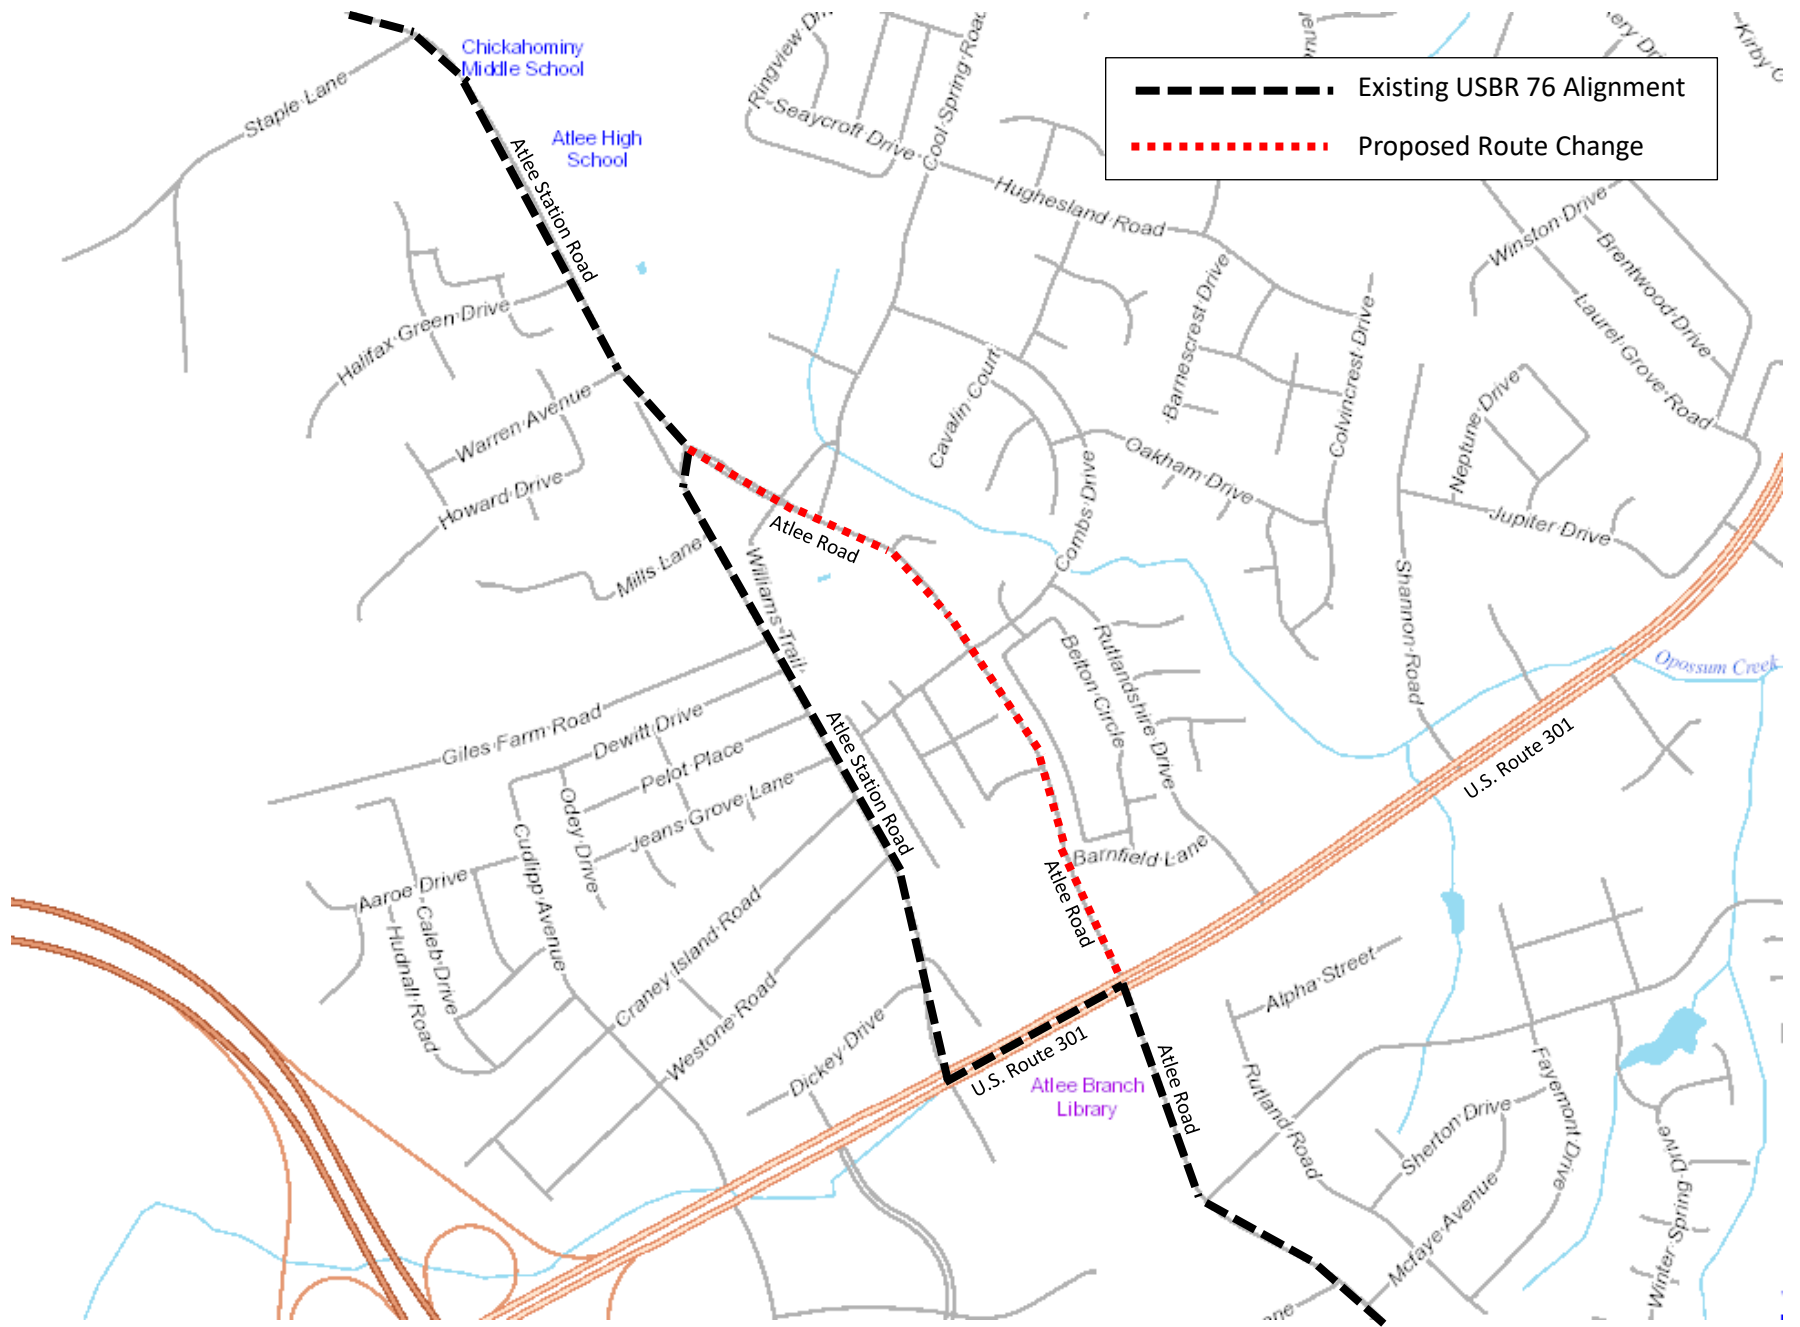 Chickahominy
Middle School
Staple Lane
Atlee High
School
Atlee Station Road
Ringview
Seaycroft Drive
Cool Spring Road
Hughesland Road
Existing USBR 76 Alignment
Proposed Route Change
Winston Drive
Brentwood Drive
Laurel Grove Road
Halifax Green Drive
Warren Avenue
Howard Drive
Mills Lane
Cavalin Court
Barnescrest Drive
Colvincrest Drive
Oakham Drive
Combs Drive
Neptune Drive
Jupiter Drive
Shannon Road
Atlee Road
Williams Trail
Belton Circle
Rutlandshire Drive
Opossum Creek
Giles Farm Road
Dewitt Drive
Pelot Place
Jeans Grove Lane
Odey Drive
Cudlipp Avenue
Aaroe Drive
Caleb Drive
Hudnall Road
Atlee Station Road
U.S. Route 301
Barnfield Lane
Atlee Road
Craney Island Road
Westone Road
Dickey Drive
U.S. Route 301
Atlee Branch
Library
Atlee Road
Alpha Street
Rutland Road
Sherton Drive
Fayemont Drive
Mcfaye Avenue
Winter Spring Drive